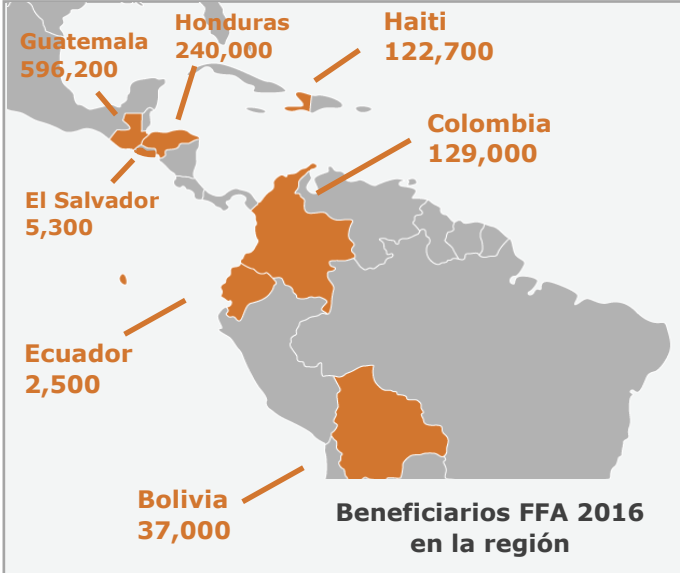 Guatemala
596,200
Honduras
240,000
Haiti
122,700
Colombia
129,000
El Salvador
5,300
Ecuador
2,500
Bolivia
37,000
Beneficiarios FFA 2016
en la región